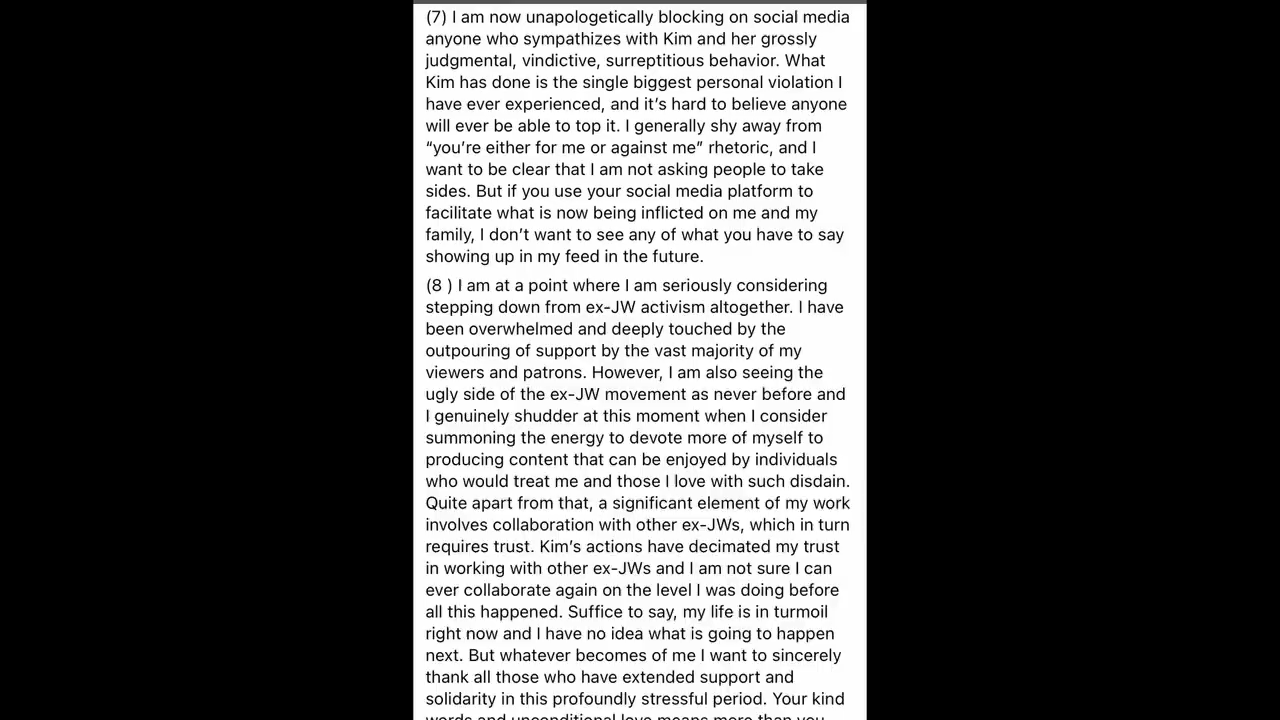 (7) I am now unapologetically blocking on social media
anyone who sympathizes with Kim and her grossly
judgmental, vindictive, surreptitious behavior. What
Kim has done is the single biggest personal violation I
have ever experienced, and it’s hard to believe anyone
will ever be able to top it. I generally shy away from
“you’re either for me or against me” rhetoric, and I
want to be clear that I am not asking people to take
sides. But if you use your social media platform to
facilitate what is now being inflicted on me and my
family, I don’t want to see any of what you have to say
showing up in my feed in the future.
(8 ) I am at a point where I am seriously considering
stepping down from ex-JW activism altogether. I have
been overwhelmed and deeply touched by the
outpouring of support by the vast majority of my
viewers and patrons. However, I am also seeing the
ugly side of the ex-JW movement as never before and
I genuinely shudder at this moment when I consider
summoning the energy to devote more of myself to
producing content that can be enjoyed by individuals
who would treat me and those I love with such disdain.
Quite apart from that, a significant element of my work
involves collaboration with other ex-JWs, which in turn
requires trust. Kim’s actions have decimated my trust
in working with other ex-JWs and I am not sure I can
ever collaborate again on the level I was doing before
all this happened. Suffice to say, my life is in turmoil
right now and I have no idea what is going to happen
next. But whatever becomes of me I want to sincerely
thank all those who have extended support and
solidarity in this profoundly stressful period. Your kind
words and unconditional love means more than you